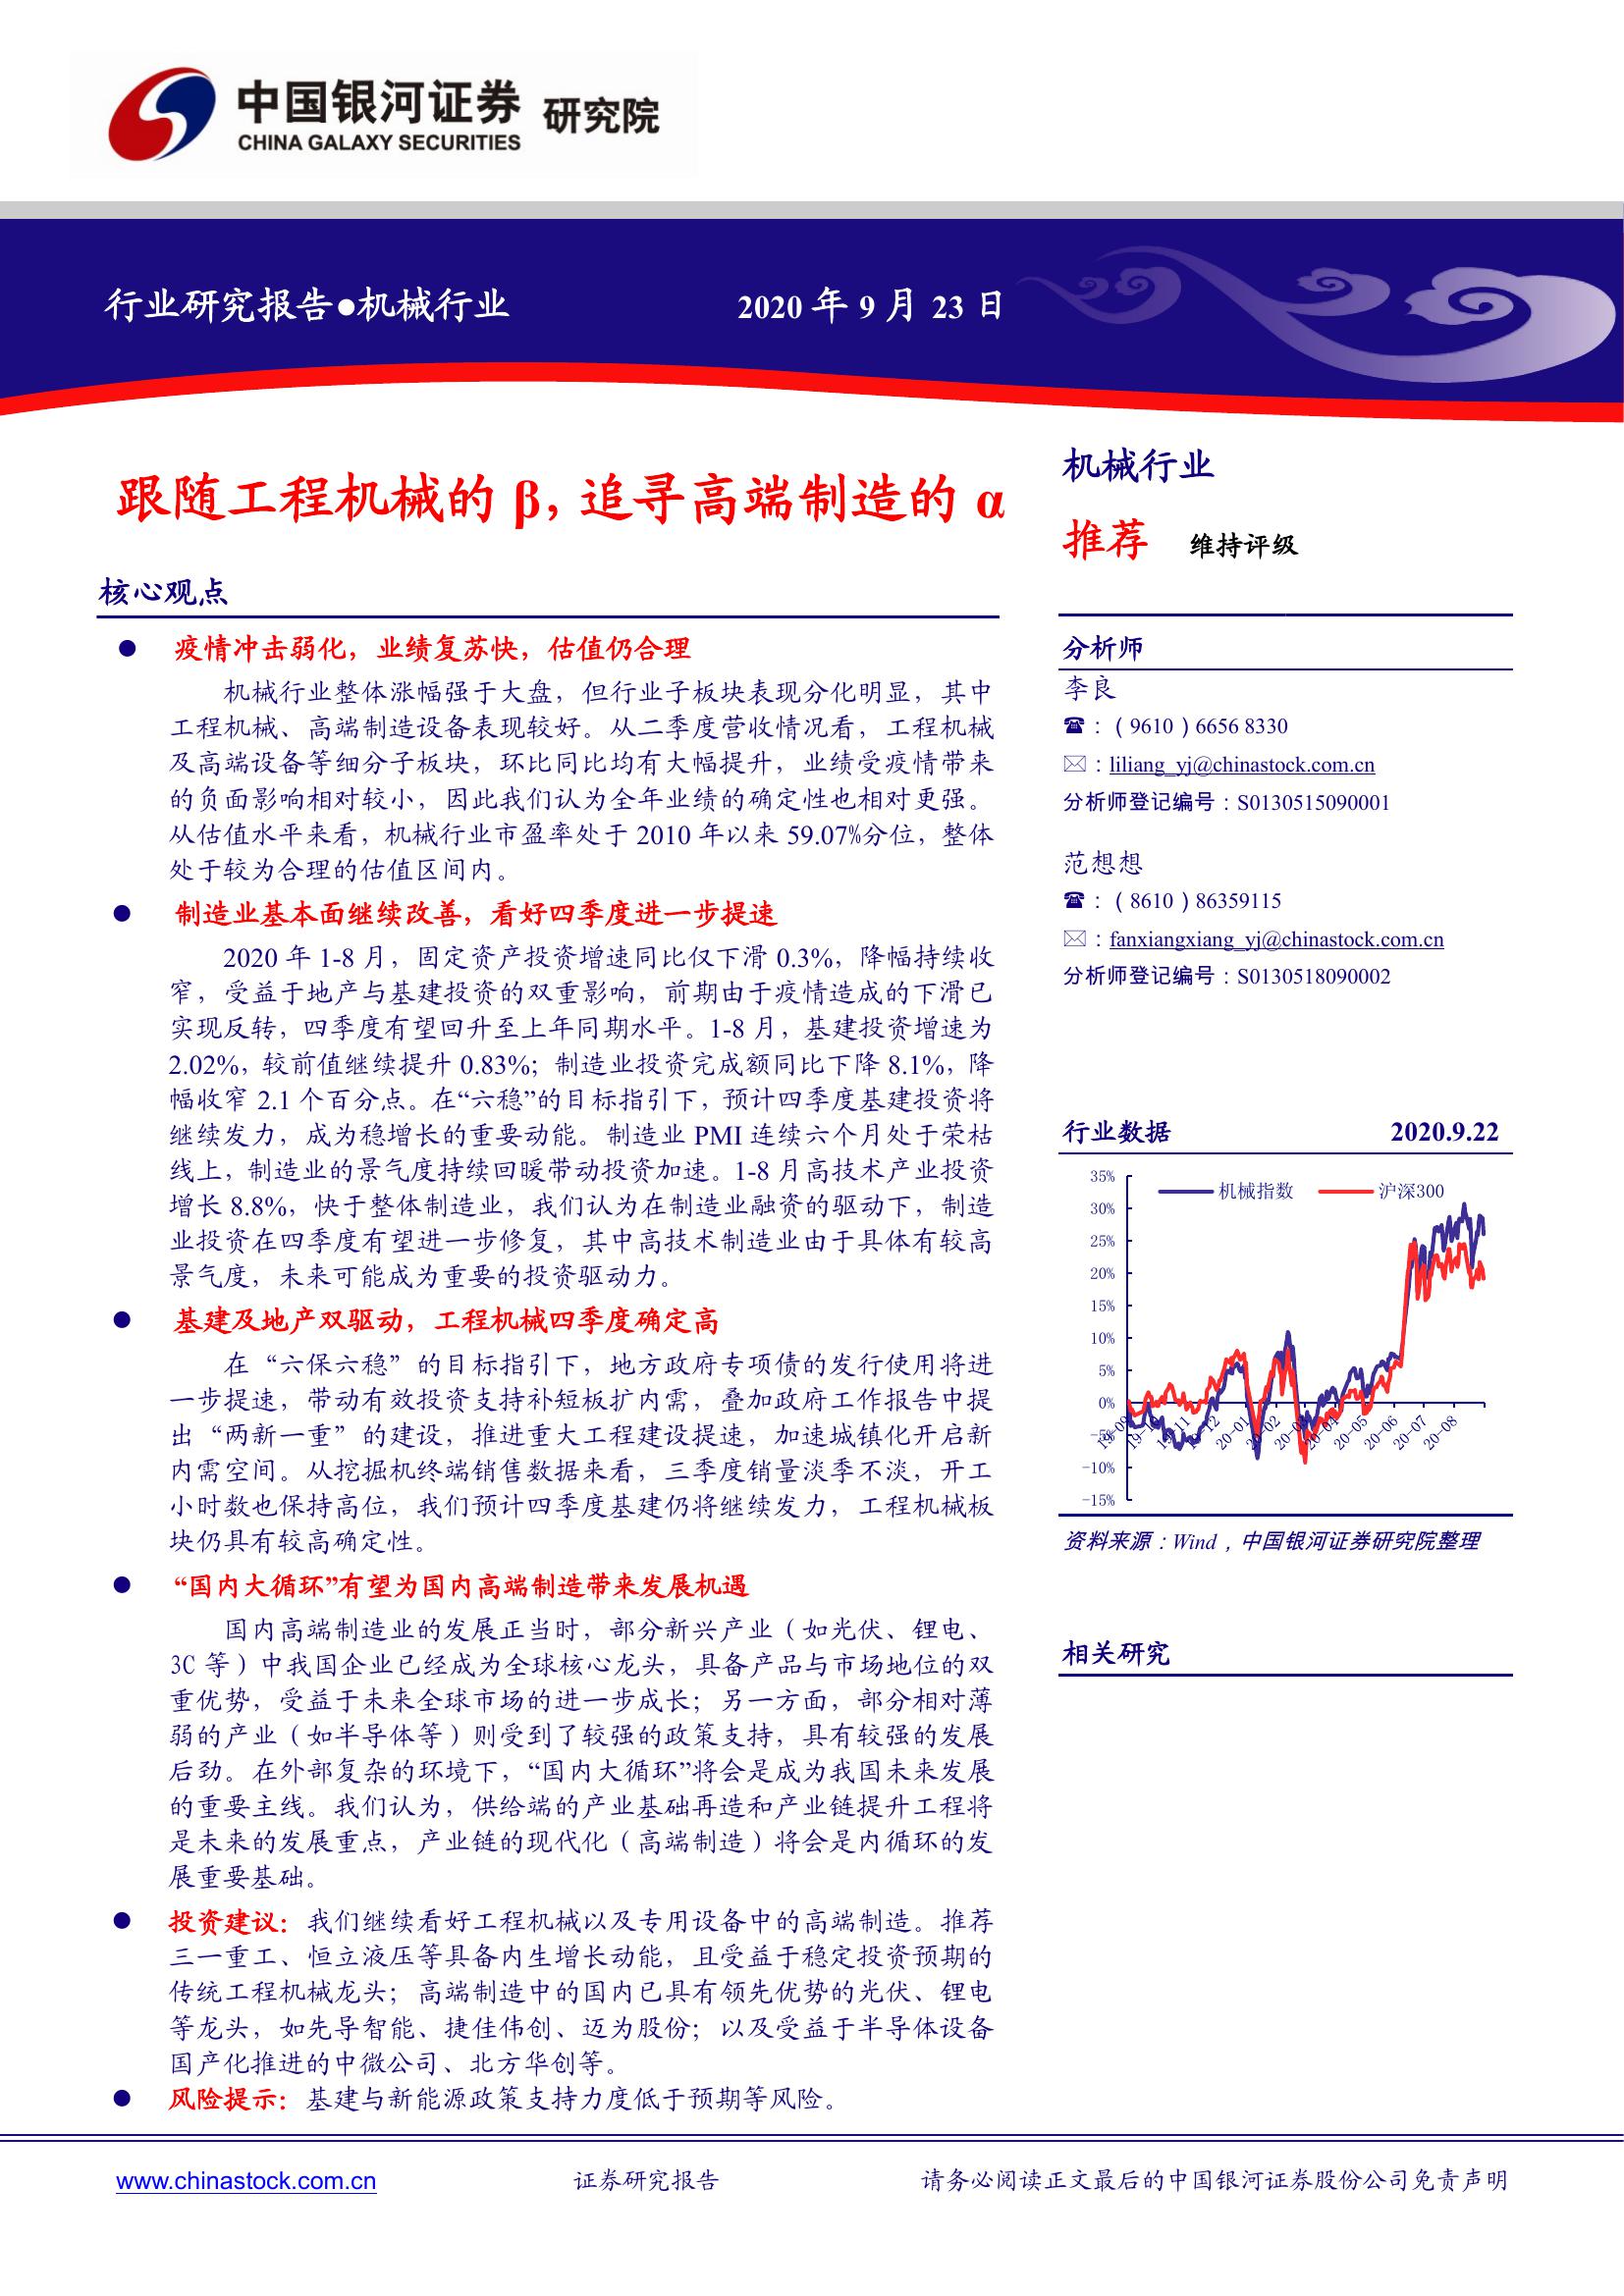 中国银河证券 研究院
CHINA GALAXY SECURITIES
行业研究报告●机械行业
2020 年 9 月 23 日
跟随工程机械的 β,追寻高端制造的 α
核心观点
● 疫情冲击弱化，业绩复苏快，估值仍合理
机械行业整体涨幅强于大盘，但行业子板块表现分化明显，其中
工程机械、高端制造设备表现较好。从二季度营收情况看，工程机械
及高端设备等细分子板块，环比同比均有大幅提升，业绩受疫情带来
的负面影响相对较小，因此我们认为全年业绩的确定性也相对更强。
从估值水平来看，机械行业市盈率处于 2010 年以来 59.07%分位，整体
处于较为合理的估值区间内。
● 制造业基本面继续改善，看好四季度进一步提速
2020 年 1-8 月，固定资产投资增速同比仅下滑 0.3%，降幅持续收
窄，受益于地产与基建投资的双重影响，前期由于疫情造成的下滑已
实现反转，四季度有望回升至上年同期水平。1-8 月，基建投资增速为
2.02%，较前值继续提升 0.83%；制造业投资完成额同比下降 8.1%，降
幅收窄 2.1 个百分点。在“六稳”的目标指引下，预计四季度基建投资将
继续发力，成为稳增长的重要动能。制造业 PMI 连续六个月处于荣枯
线上，制造业的景气度持续回暖带动投资加速。1-8 月高技术产业投资
增长 8.8%，快于整体制造业，我们认为在制造业融资的驱动下，制造
业投资在四季度有望进一步修复，其中高技术制造业由于具体有较高
景气度，未来可能成为重要的投资驱动力。
● 基建及地产双驱动，工程机械四季度确定高
在“六保六稳”的目标指引下，地方政府专项债的发行使用将进
一步提速，带动有效投资支持补短板扩内需，叠加政府工作报告中提
出“两新一重”的建设，推进重大工程建设提速，加速城镇化开启新
内需空间。从挖掘机终端销售数据来看，三季度销量淡季不淡，开工
小时数也保持高位，我们预计四季度基建仍将继续发力，工程机械板
块仍具有较高确定性。
● “国内大循环”有望为国内高端制造带来发展机遇
国内高端制造业的发展正当时，部分新兴产业（如光伏、锂电、
3C 等）中我国企业已经成为全球核心龙头，具备产品与市场地位的双
重优势，受益于未来全球市场的进一步成长；另一方面，部分相对薄
弱的产业（如半导体等）则受到了较强的政策支持，具有较强的发展
后劲。在外部复杂的环境下，“国内大循环”将会是成为我国未来发展
的重要主线。我们认为，供给端的产业基础再造和产业链提升工程将
是未来的发展重点，产业链的现代化（高端制造）将会是内循环的发
展重要基础。
● 投资建议：我们继续看好工程机械以及专用设备中的高端制造。推荐
三一重工、恒立液压等具备内生增长动能，且受益于稳定投资预期的
传统工程机械龙头；高端制造中的国内已具有领先优势的光伏、锂电
等龙头，如先导智能、捷佳伟创、迈为股份；以及受益于半导体设备
国产化推进的中微公司、北方华创等。
● 风险提示：基建与新能源政策支持力度低于预期等风险。
机械行业
推荐 维持评级
分析师
李良
☎：（9610）6656 8330
✉：liliang_yj@chinastock.com.cn
分析师登记编号：S0130515090001
范想想
☎：（8610）86359115
✉：fanxiangxiang_yj@chinastock.com.cn
分析师登记编号：S0130518090002
行业数据 2020.9.22
机械指数 沪深300
35%
30%
25%
20%
15%
10%
5%
0%
-5%
-10%
-15%
19-09 19-10 19-11 19-12 20-01 20-02 20-03 20-04 20-05 20-06 20-07 20-08
资料来源：Wind，中国银河证券研究院整理
相关研究
www.chinastock.com.cn
证券研究报告
请务必阅读正文最后的中国银河证券股份公司免责声明